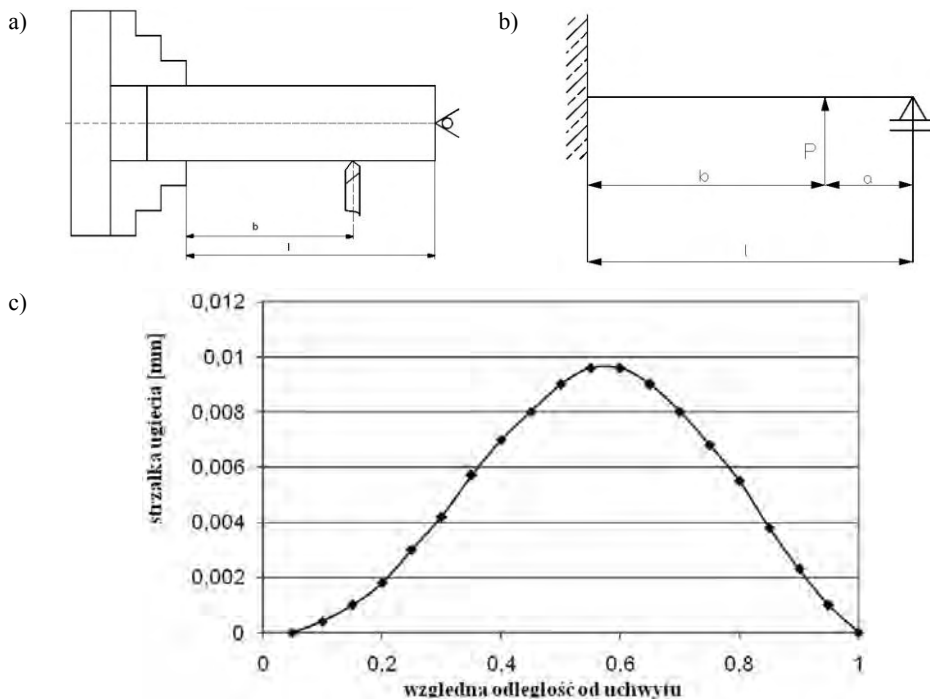 a)
b
l
b)
P
b
a
l
c)
strzałka ugięcia [mm]
0,012
0,01
0,008
0,006
0,004
0,002
0
0 0,2 0,4 0,6 0,8 1
względna odległość od uchwytu